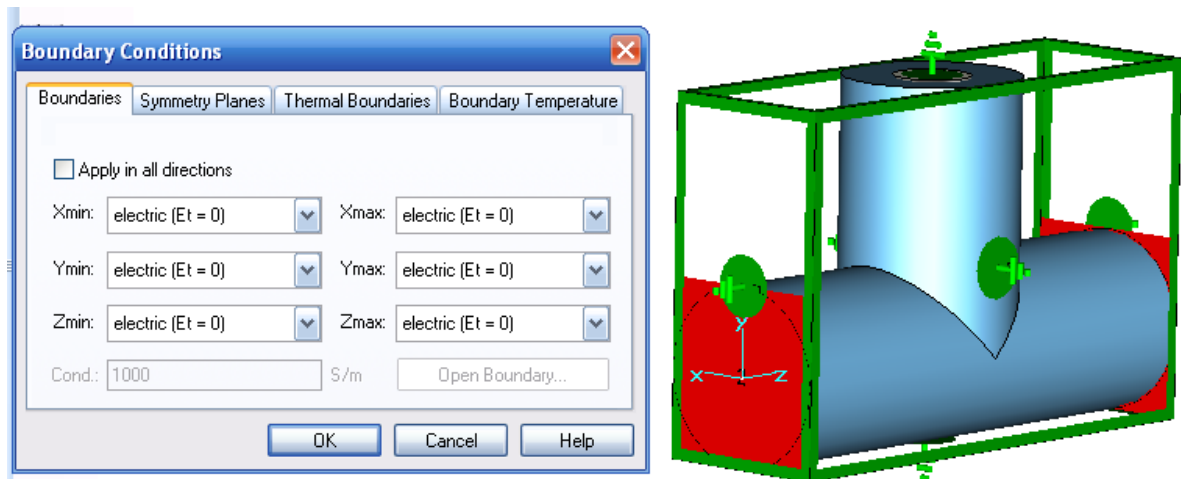 Boundary Conditions
Boundaries Symmetry Planes Thermal Boundaries Boundary Temperature
Apply in all directions
Xmin: electric (Et = 0) Xmax: electric (Et = 0)
Ymin: electric (Et = 0) Ymax: electric (Et = 0)
Zmin: electric (Et = 0) Zmax: electric (Et = 0)
Cond.: 1000 S/m Open Boundary...
OK Cancel Help
y
x z